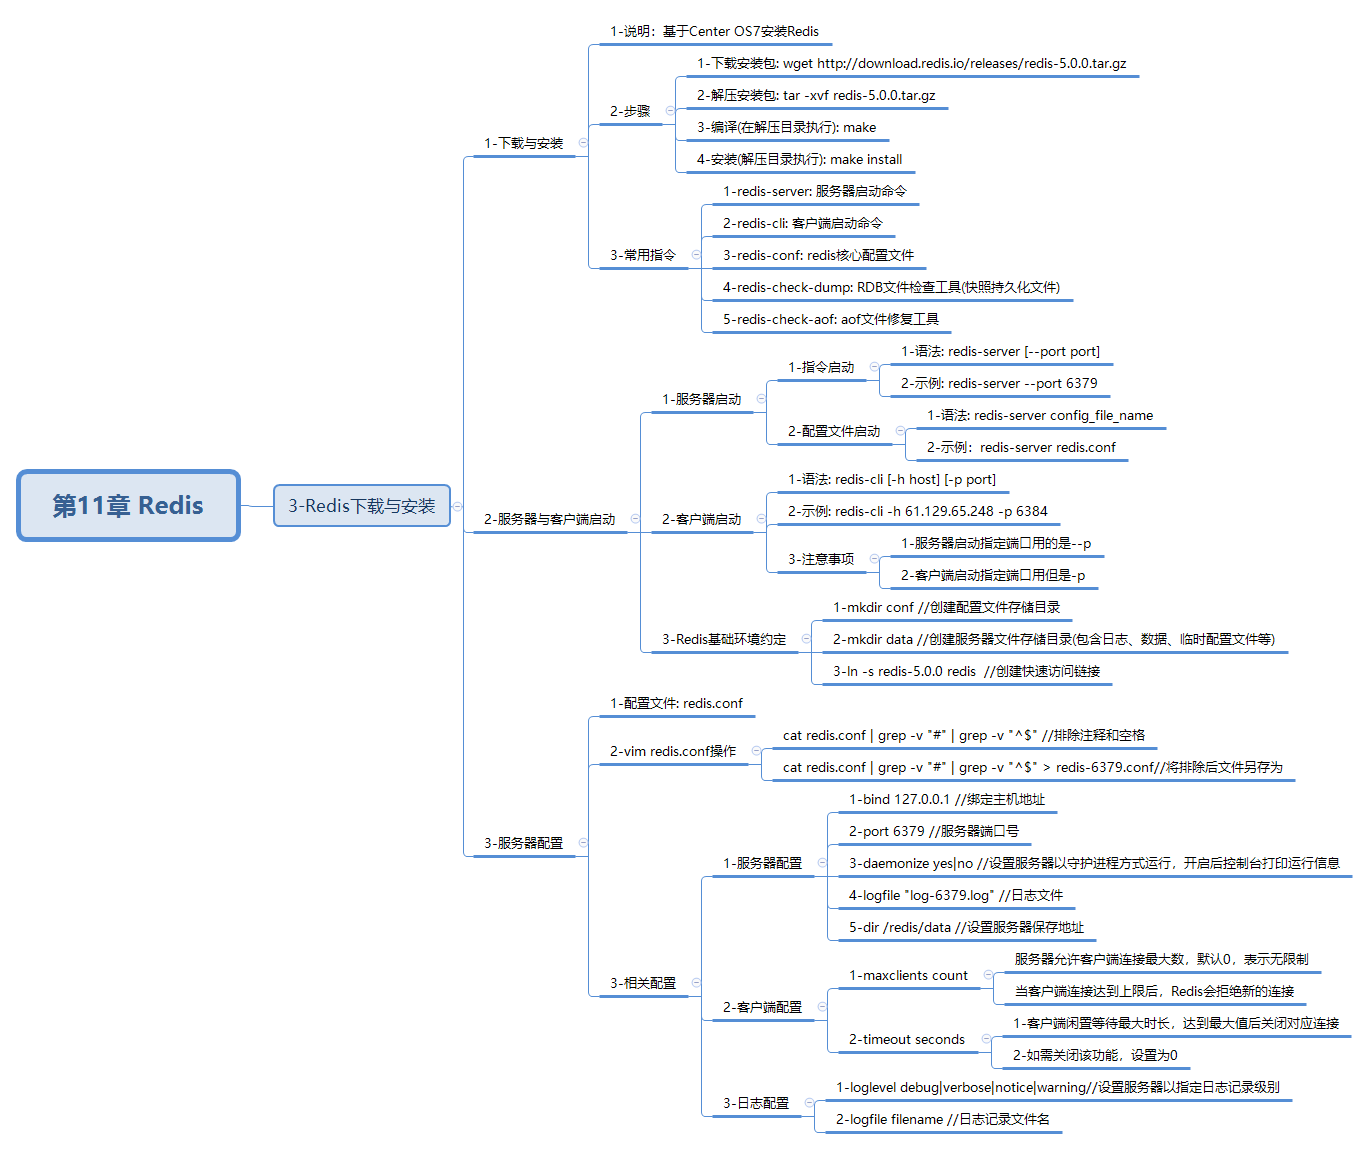 第11章 Redis
3-Redis下载与安装
1-下载与安装
1-说明：基于Center OS7安装Redis
2-步骤
1-下载安装包: wget http://download.redis.io/releases/redis-5.0.0.tar.gz
2-解压安装包: tar -xvf redis-5.0.0.tar.gz
3-编译(在解压目录执行): make
4-安装(解压目录执行): make install
3-常用指令
1-redis-server: 服务器启动命令
2-redis-cli: 客户端启动命令
3-redis-conf: redis核心配置文件
4-redis-check-dump: RDB文件检查工具(快照持久化文件)
5-redis-check-aof: aof文件修复工具
2-服务器与客户端启动
1-服务器启动
1-指令启动
1-语法: redis-server [--port port]
2-示例: redis-server --port 6379
2-配置文件启动
1-语法: redis-server config_file_name
2-示例：redis-server redis.conf
2-客户端启动
1-语法: redis-cli [-h host] [-p port]
2-示例: redis-cli -h 61.129.65.248 -p 6384
3-注意事项
1-服务器启动指定端口用的是--p
2-客户端启动指定端口用但是-p
3-Redis基础环境约定
1-mkdir conf //创建配置文件存储目录
2-mkdir data //创建服务器文件存储目录(包含日志、数据、临时配置文件等)
3-ln -s redis-5.0.0 redis  //创建快速访问链接
3-服务器配置
1-配置文件: redis.conf
2-vim redis.conf操作
cat redis.conf | grep -v "#" | grep -v "^$" //排除注释和空格
cat redis.conf | grep -v "#" | grep -v "^$" > redis-6379.conf//将排除后文件另存为
3-相关配置
1-服务器配置
1-bind 127.0.0.1 //绑定主机地址
2-port 6379 //服务器端口号
3-daemonize yes|no //设置服务器以守护进程方式运行，开启后控制台打印运行信息
4-logfile "log-6379.log" //日志文件
5-dir /redis/data //设置服务器保存地址
2-客户端配置
1-maxclients count
服务器允许客户端连接最大数，默认0，表示无限制
当客户端连接达到上限后，Redis会拒绝新的连接
2-timeout seconds
1-客户端闲置等待最大时长，达到最大值后关闭对应连接
2-如需关闭该功能，设置为0
3-日志配置
1-loglevel debug|verbose|notice|warning//设置服务器以指定日志记录级别
2-logfile filename //日志记录文件名